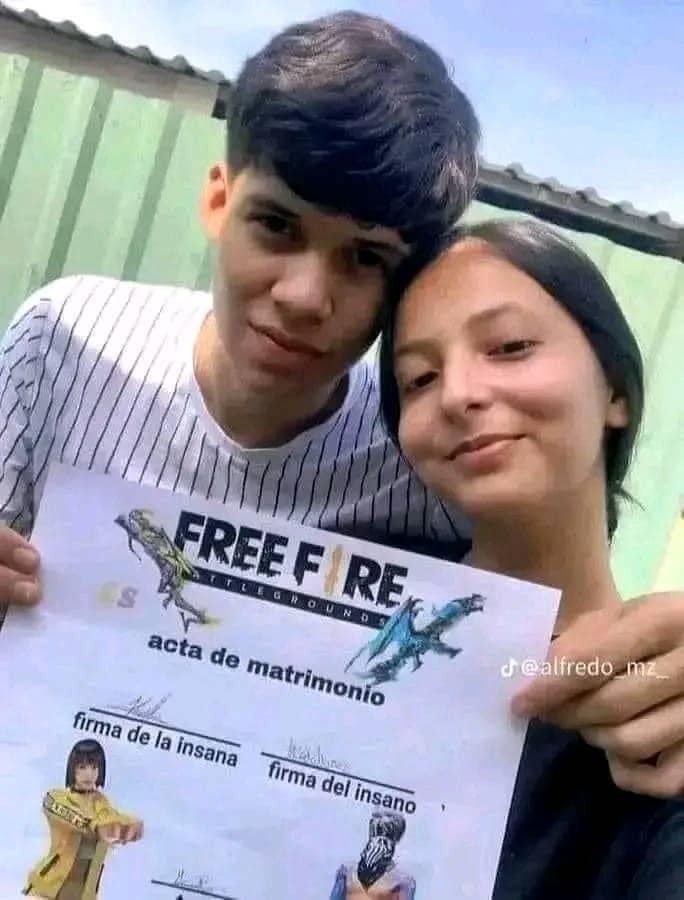 FREE FIRE
BATTLEGROUNDS
acta de matrimonio
@alfredo_mz_
firma de la insana
firma del insano